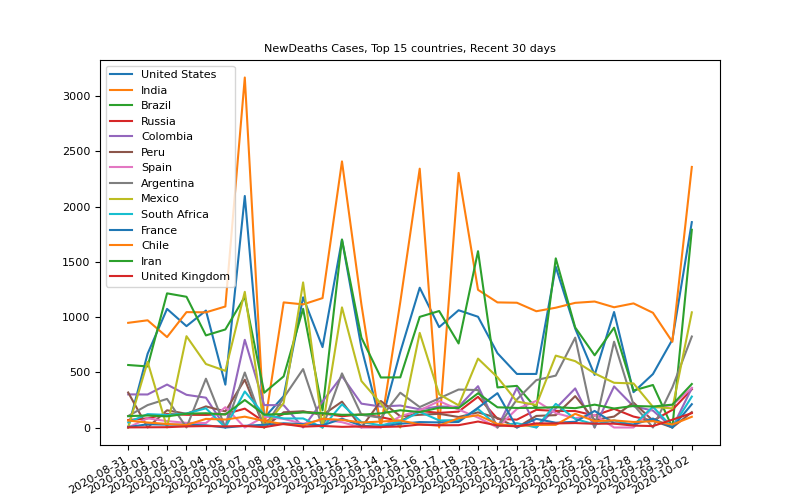 NewDeaths Cases, Top 15 countries, Recent 30 days
United States
India
Brazil
Russia
Colombia
Peru
Spain
Argentina
Mexico
South Africa
France
Chile
Iran
United Kingdom
3000
2500
2000
1500
1000
500
0
2020-08-31
2020-09-01
2020-09-02
2020-09-03
2020-09-04
2020-09-05
2020-09-07
2020-09-08
2020-09-09
2020-09-10
2020-09-11
2020-09-12
2020-09-13
2020-09-14
2020-09-15
2020-09-16
2020-09-17
2020-09-18
2020-09-20
2020-09-21
2020-09-22
2020-09-23
2020-09-24
2020-09-25
2020-09-26
2020-09-27
2020-09-28
2020-09-29
2020-09-30
2020-10-02